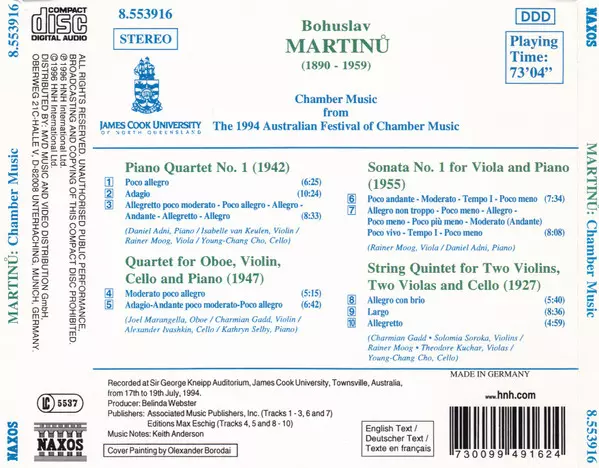 8.553916
MARTINŮ: Chamber Music
NAXOS
COMPACT
disc
DIGITAL AUDIO
ALL RIGHTS RESERVED. UNAUTHORISED PUBLIC PERFORMANCE,
BROADCASTING AND COPYING OF THIS COMPACT DISC PROHIBITED.
℗ 1996 HNH International Ltd.
© 1996 HNH International Ltd.
DISTRIBUTED BY: MVD MUSIC AND VIDEO DISTRIBUTION GmbH,
OBERWEG 21C-HALLE V, D-82008 UNTERHACHING, MUNICH, GERMANY.
LC 5537
NAXOS
8.553916
STEREO
JAMES COOK UNIVERSITY
OF NORTH QUEENSLAND
Bohuslav
MARTINŮ
(1890 - 1959)
Chamber Music
from
The 1994 Australian Festival of Chamber Music
DDD
Playing
Time:
73'04"
Piano Quartet No. 1 (1942)
1 Poco allegro (6:25)
2 Adagio (10:24)
3 Allegretto poco moderato - Poco allegro - Allegro -
Andante - Allegretto - Allegro (8:33)
(Daniel Adni, Piano / Isabelle van Keulen, Violin /
Rainer Moog, Viola / Young-Chang Cho, Cello)
Quartet for Oboe, Violin,
Cello and Piano (1947)
4 Moderato poco allegro (5:15)
5 Adagio-Andante poco moderato-Poco allegro (6:42)
(Joel Marangella, Oboe / Charmian Gadd, Violin /
Alexander Ivashkin, Cello / Kathryn Selby, Piano)
Sonata No. 1 for Viola and Piano
(1955)
6 Poco andante - Moderato - Tempo I - Poco meno (7:34)
7 Allegro non troppo - Poco meno - Allegro -
Poco meno - Poco più meno - Moderato (Andante)
Poco vivo - Tempo I - Poco meno (8:08)
(Rainer Moog, Viola / Daniel Adni, Piano)
String Quintet for Two Violins,
Two Violas and Cello (1927)
8 Allegro con brio (5:40)
9 Largo (8:36)
10 Allegretto (4:59)
(Charmian Gadd • Solomia Soroka, Violins /
Rainer Moog • Theodore Kuchar, Violas /
Young-Chang Cho, Cello)
MADE IN GERMANY
Recorded at Sir George Kneipp Auditorium, James Cook University, Townsville, Australia,
from 17th to 19th July, 1994.
Producer: Belinda Webster
Publishers: Associated Music Publishers, Inc. (Tracks 1 - 3, 6 and 7)
Editions Max Eschig (Tracks 4, 5 and 8 - 10)
Music Notes: Keith Anderson
Cover Painting by Olexander Borodai
English Text /
Deutscher Text /
Texte en français
www.hnh.com
7 30099 91624 1
NAXOS
MARTINŮ: Chamber Music
8.553916